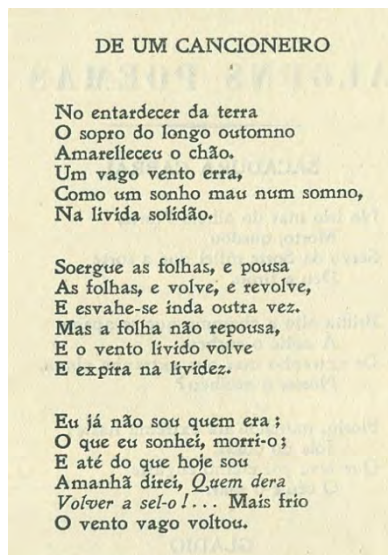 DE UM CANCIONEIRO
No entardecer da terra
O sopro do longo outomno
Amarelleceu o chão.
Um vago vento erra,
Como um sonho mau num somno,
Na livida solidão.
Soergue as folhas, e pousa
As folhas, e volve, e revolve,
E esvahe-se inda outra vez.
Mas a folha não repousa,
E o vento livido volve
E expira na lividez.
Eu já não sou quem era;
O que eu sonhei, morri-o;
E até do que hoje sou
Amanhã direi, Quem dera
Volver a sel-o!... Mais frio
O vento vago voltou.